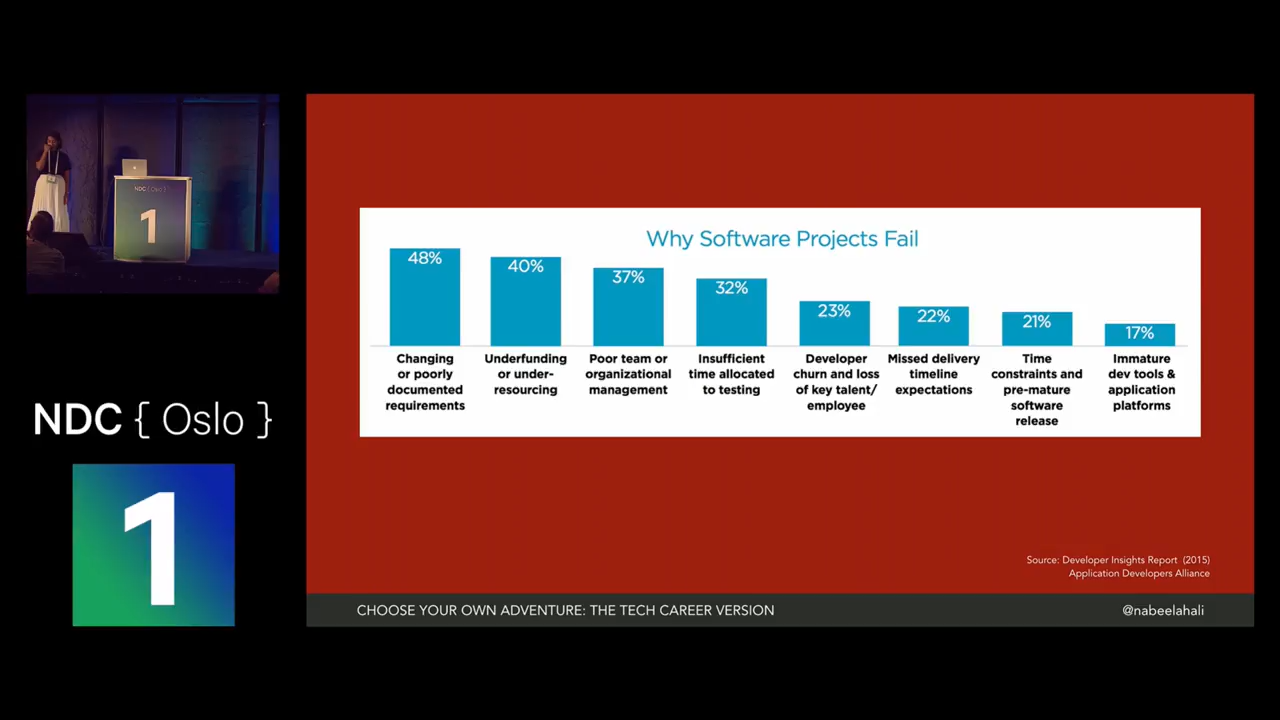 NDC { Oslo }
1
NDC { Oslo }
1
Why Software Projects Fail
48%
40%
37%
32%
23%
22%
21%
17%
Changing
or poorly
documented
requirements
Underfunding
or under-
resourcing
Poor team or
organizational
management
Insufficient
time allocated
to testing
Developer
churn and loss
of key talent/
employee
Missed delivery
timeline
expectations
Time
constraints and
pre-mature
software
release
Immature
dev tools &
application
platforms
Source: Developer Insights Report (2015)
Application Developers Alliance
CHOOSE YOUR OWN ADVENTURE: THE TECH CAREER VERSION
@nabeelahali